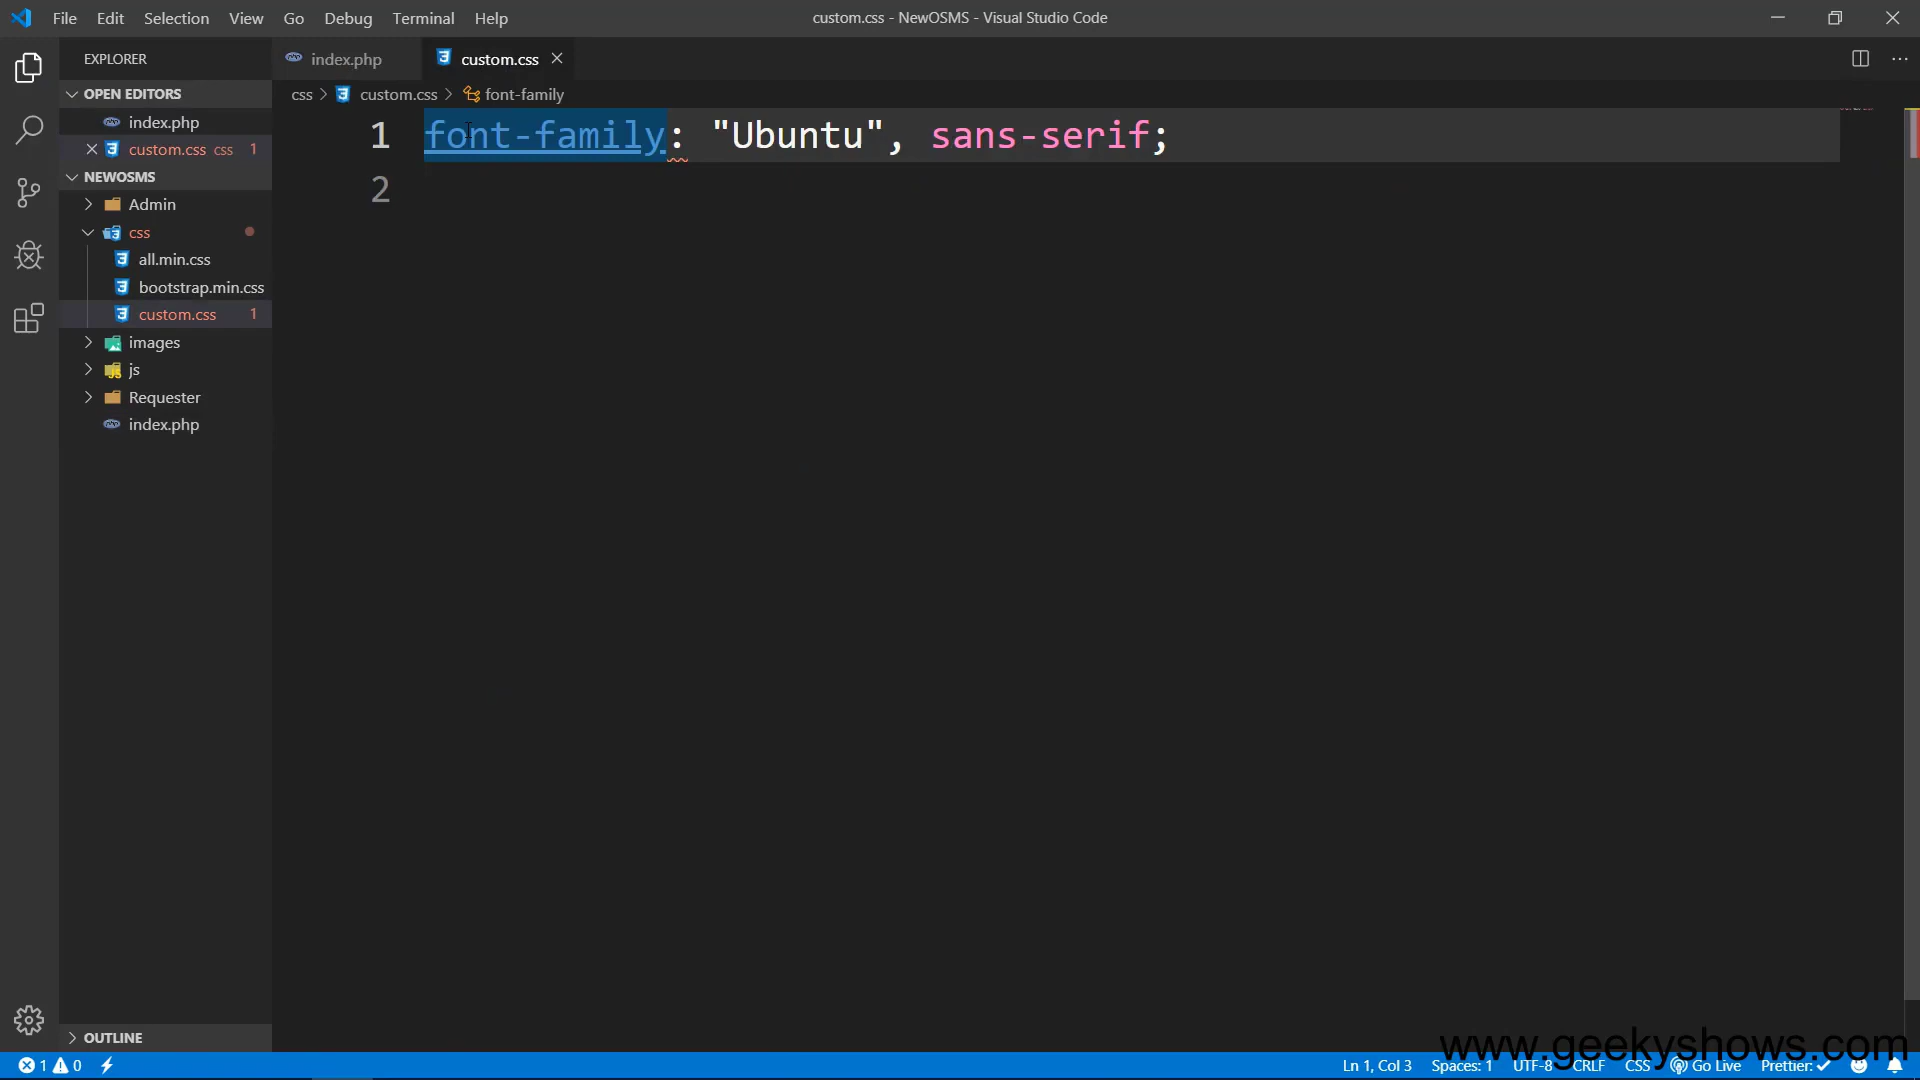 File Edit Selection View Go Debug Terminal Help
custom.css - NewOSMS - Visual Studio Code
EXPLORER
index.php
custom.css
OPEN EDITORS
css
custom.css
font-family
index.php
custom.css css 1
1 font-family: "Ubuntu", sans-serif;
2
NEWOSMS
Admin
css
all.min.css
bootstrap.min.css
custom.css 1
images
js
Requester
index.php
OUTLINE
www.geekyshows.com
1 0
Ln 1, Col 3 Spaces: 1 UTF-8 CRLF CSS Go Live Prettier: